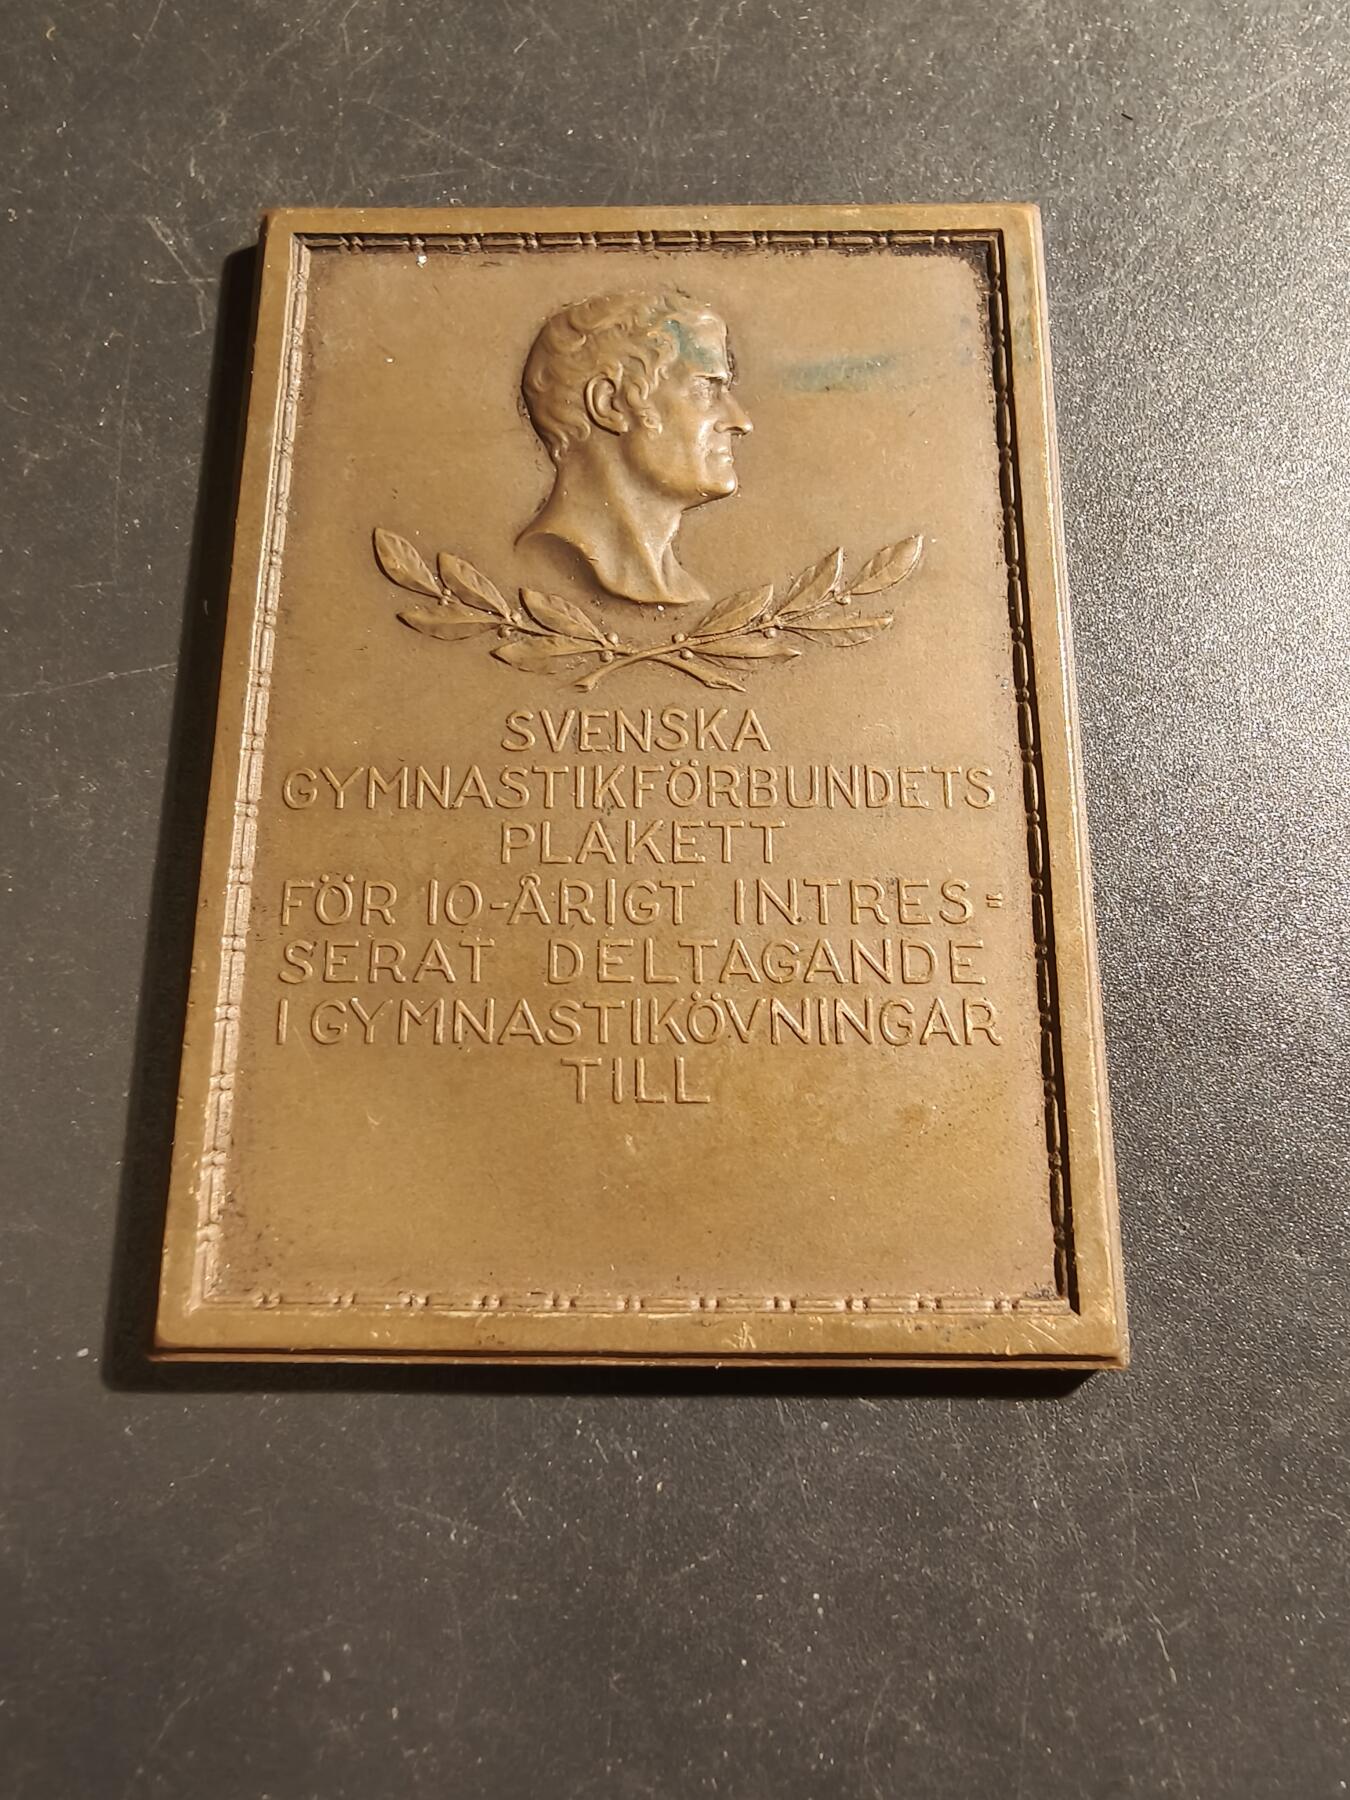 SVENSKA
GYMNASTIKFÖRBUNDETS
PLAKETT
FÖR 10-ÅRIGT INTRES=
SERAT DELTAGANDE
I GYMNASTIKÖVNINGAR
TILL